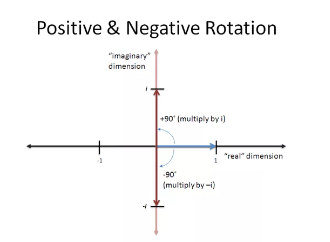 Positive & Negative Rotation
“imaginary”
dimension
i
+90˚ (multiply by i)
-1
1
“real” dimension
-90˚
(multiply by –i)
-i